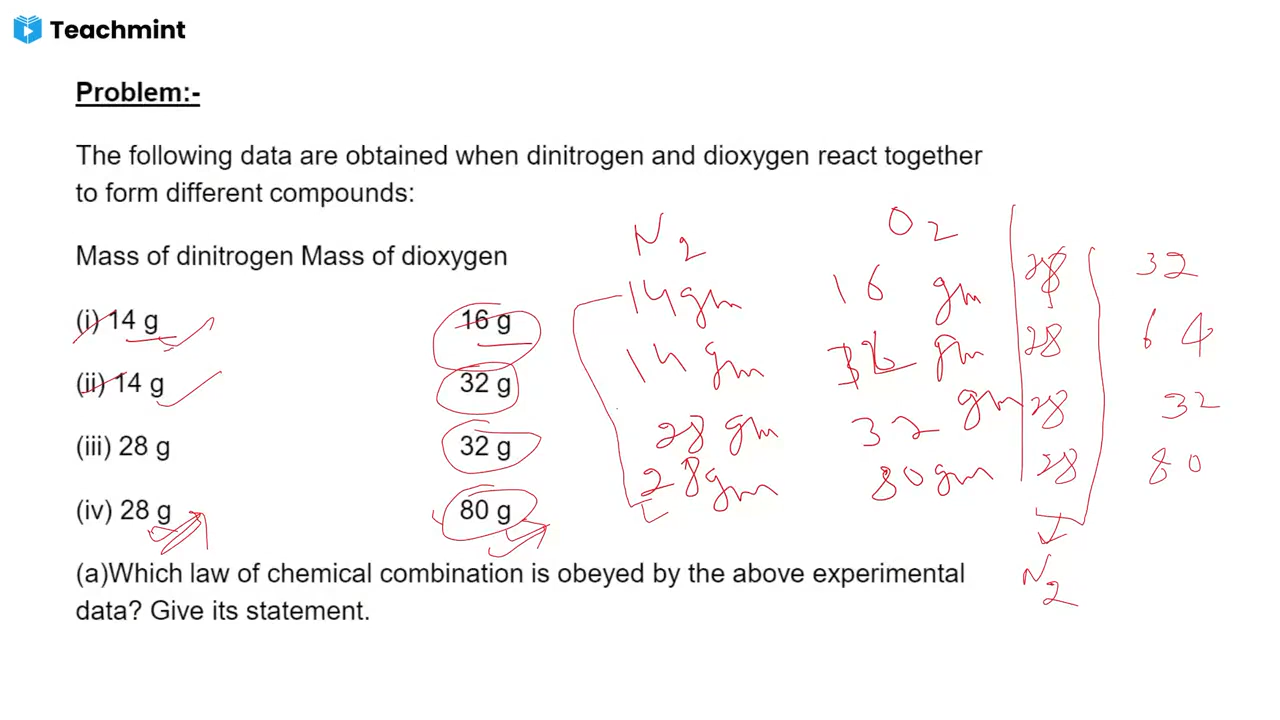 Teachmint
Problem:-
The following data are obtained when dinitrogen and dioxygen react together
to form different compounds:
Mass of dinitrogen Mass of dioxygen
(i) 14 g 16 g
(ii) 14 g 32 g
(iii) 28 g 32 g
(iv) 28 g 80 g
(a)Which law of chemical combination is obeyed by the above experimental
data? Give its statement.
N2 O2
14 gm 16 gm 28 32
14 gm 32 gm 28 64
28 gm 32 gm 28 32
28 gm 80 gm 28 80
N2